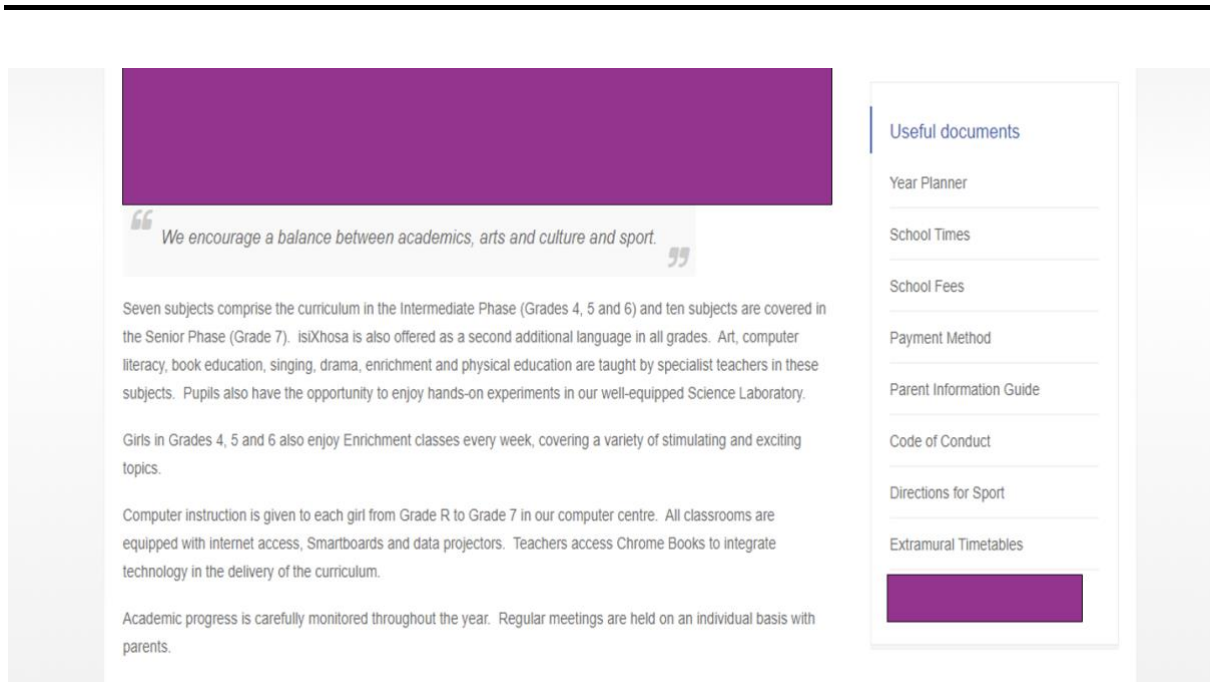 “ We encourage a balance between academics, arts and culture and sport. ”
Seven subjects comprise the curriculum in the Intermediate Phase (Grades 4, 5 and 6) and ten subjects are covered in
the Senior Phase (Grade 7).  isiXhosa is also offered as a second additional language in all grades.  Art, computer
literacy, book education, singing, drama, enrichment and physical education are taught by specialist teachers in these
subjects.  Pupils also have the opportunity to enjoy hands-on experiments in our well-equipped Science Laboratory.
Girls in Grades 4, 5 and 6 also enjoy Enrichment classes every week, covering a variety of stimulating and exciting
topics.
Computer instruction is given to each girl from Grade R to Grade 7 in our computer centre.  All classrooms are
equipped with internet access, Smartboards and data projectors.  Teachers access Chrome Books to integrate
technology in the delivery of the curriculum.
Academic progress is carefully monitored throughout the year.  Regular meetings are held on an individual basis with
parents.
Useful documents
Year Planner
School Times
School Fees
Payment Method
Parent Information Guide
Code of Conduct
Directions for Sport
Extramural Timetables